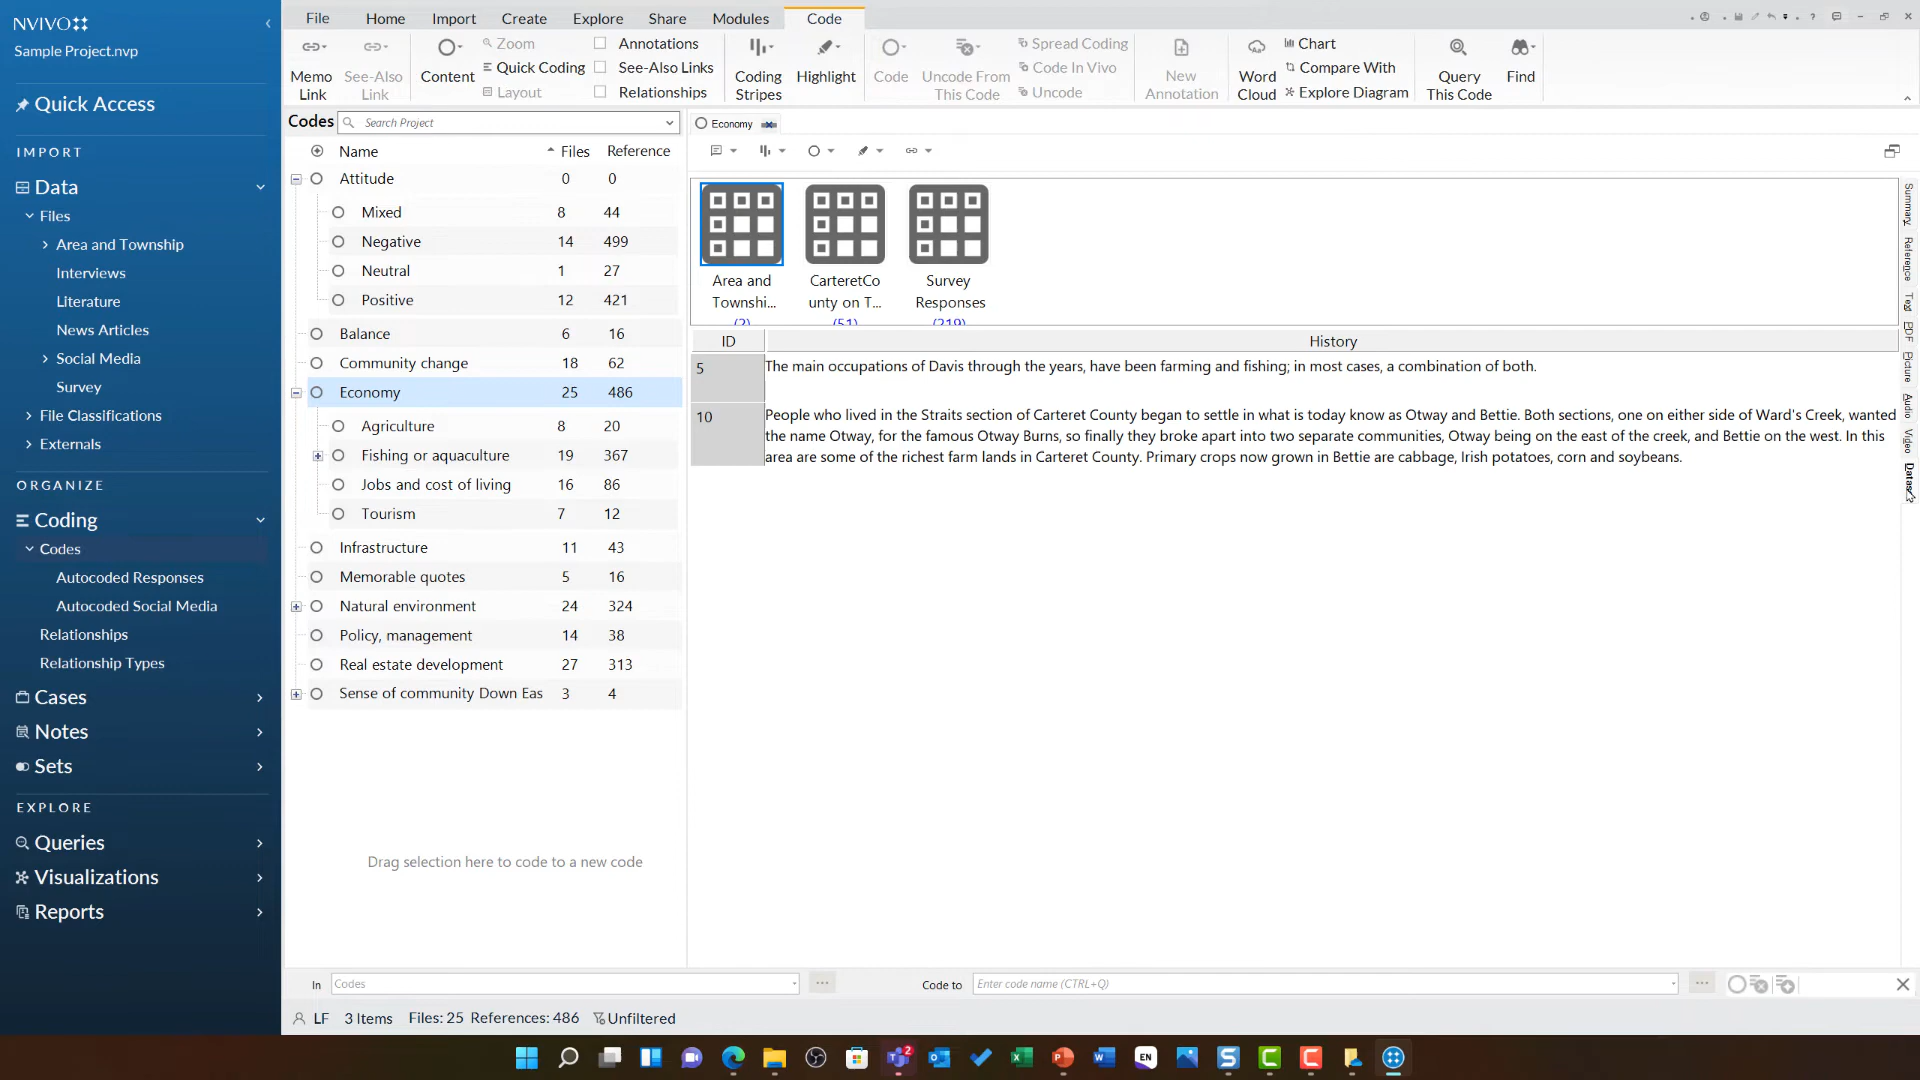 NVIVO
Sample Project.nvp
Quick Access
IMPORT
Data
Files
Area and Township
Interviews
Literature
News Articles
Social Media
Survey
File Classifications
Externals
ORGANIZE
Coding
Codes
Autocoded Responses
Autocoded Social Media
Relationships
Relationship Types
Cases
Notes
Sets
EXPLORE
Queries
Visualizations
Reports
File Home Import Create Explore Share Modules Code
Memo Link
See-Also Link
Content
Zoom
Quick Coding
Layout
Annotations
See-Also Links
Relationships
Coding Stripes
Highlight
Code
Uncode From This Code
Spread Coding
Code In Vivo
Uncode
New Annotation
Word Cloud
Chart
Compare With
Explore Diagram
Query This Code
Find
Codes Search Project
Name Files Reference
Attitude 0 0
Mixed 8 44
Negative 14 499
Neutral 1 27
Positive 12 421
Balance 6 16
Community change 18 62
Economy 25 486
Agriculture 8 20
Fishing or aquaculture 19 367
Jobs and cost of living 16 86
Tourism 7 12
Infrastructure 11 43
Memorable quotes 5 16
Natural environment 24 324
Policy, management 14 38
Real estate development 27 313
Sense of community Down Eas 3 4
Drag selection here to code to a new code
Economy
Area and Townshi... (2)
CarteretCo unty on T... (51)
Survey Responses (219)
ID History
5 The main occupations of Davis through the years, have been farming and fishing; in most cases, a combination of both.
10 People who lived in the Straits section of Carteret County began to settle in what is today know as Otway and Bettie. Both sections, one on either side of Ward's Creek, wanted
the name Otway, for the famous Otway Burns, so finally they broke apart into two separate communities, Otway being on the east of the creek, and Bettie on the west. In this
area are some of the richest farm lands in Carteret County. Primary crops now grown in Bettie are cabbage, Irish potatoes, corn and soybeans.
Summary
Reference
Text
PDF
Picture
Audio
Video
In Codes ... Code to Enter code name (CTRL+Q) ...
LF 3 Items Files: 25 References: 486 Unfiltered
2
EN